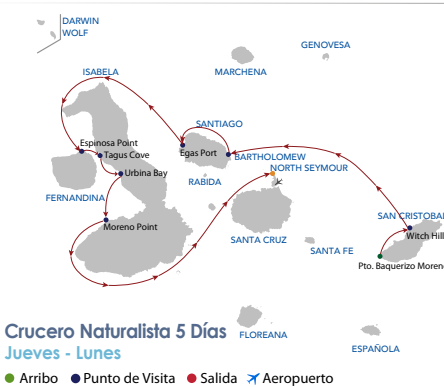 DARWIN
WOLF
GENOVESA
MARCHENA
ISABELA
SANTIAGO
Espinosa Point
Tagus Cove
Egas Port
BARTHOLOMEW
NORTH SEYMOUR
Urbina Bay
RABIDA
FERNANDINA
SAN CRISTOBAL
Moreno Point
Witch Hill
SANTA CRUZ
SANTA FE
Pto. Baquerizo Moreno
Crucero Naturalista 5 Días
FLOREANA
Jueves - Lunes
ESPAÑOLA
Arribo Punto de Visita Salida Aeropuerto